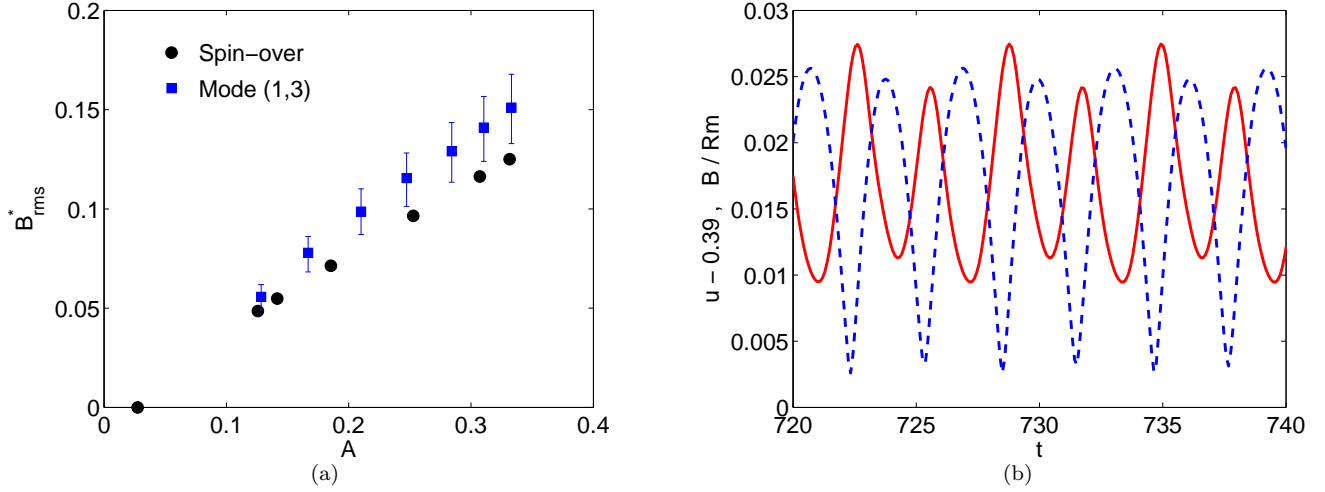 0.2
0.15
0.1
0.05
0
B*rms
Spin−over
Mode (1,3)
0 0.1 0.2 0.3 0.4
A
(a)
0.03
0.025
0.02
0.015
0.01
0.005
0
u − 0.39 , B / Rm
720 725 730 735 740
t
(b)